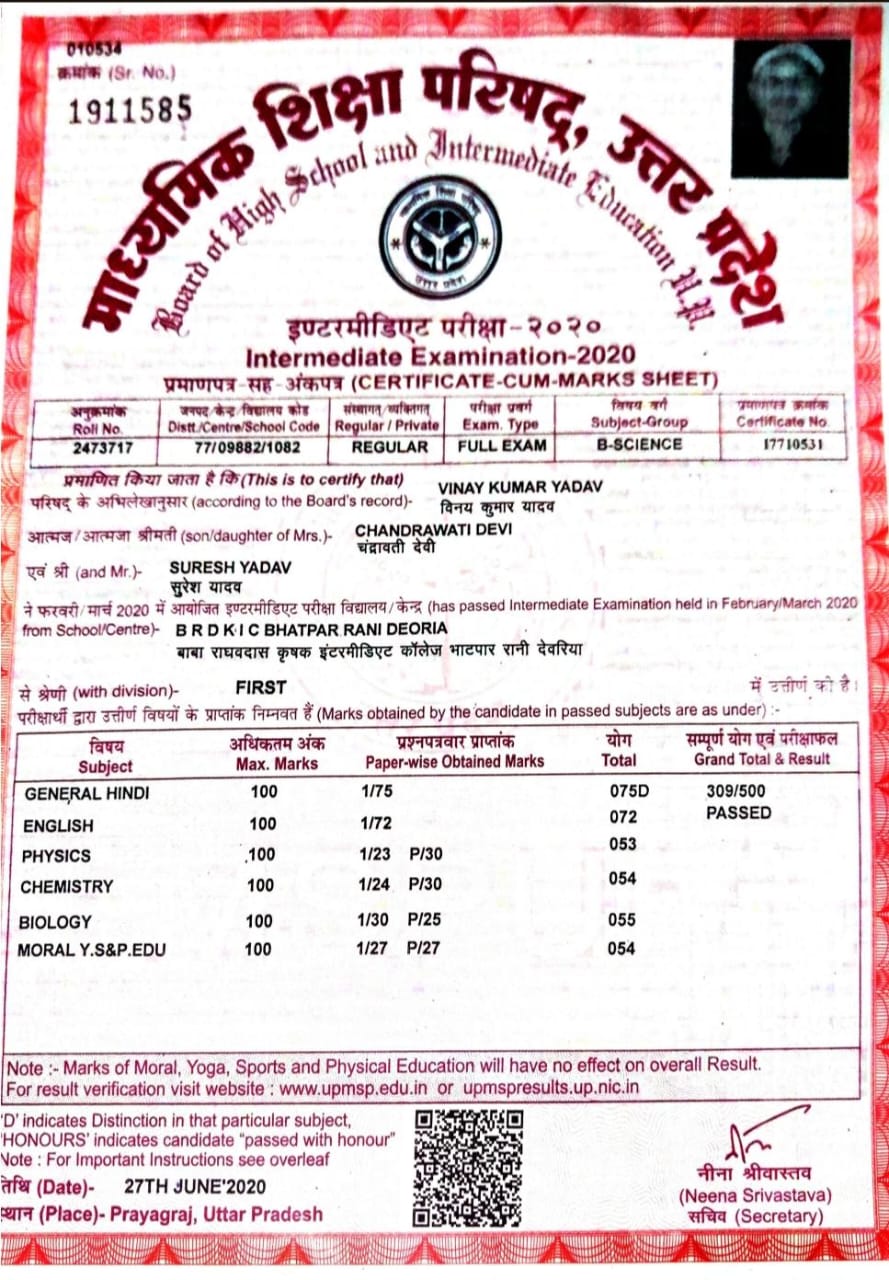 010534
क्रमांक (Sr. No.)
1911585
माध्यमिक शिक्षा परिषद्, उत्तर प्रदेश
Board of High School and Intermediate Education U.P.
उत्तर प्रदेश
इण्टरमीडिएट परीक्षा-२०२०
Intermediate Examination-2020
प्रमाणपत्र-सह-अंकपत्र (CERTIFICATE-CUM-MARKS SHEET)
अनुक्रमांक जनपद/केन्द्र/विद्यालय कोड संस्थागत/व्यक्तिगत परीक्षा प्रवर्ग विषय वर्ग प्रमाणपत्र क्रमांक
Roll No. Distt./Centre/School Code Regular / Private Exam. Type Subject-Group Certificate No.
2473717 77/09882/1082 REGULAR FULL EXAM B-SCIENCE 17710531
प्रमाणित किया जाता है कि(This is to certify that) VINAY KUMAR YADAV
परिषद् के अभिलेखानुसार (according to the Board's record)- विनय कुमार यादव
आत्मज/आत्मजा श्रीमती (son/daughter of Mrs.)- CHANDRAWATI DEVI
चंद्रावती देवी
एवं श्री (and Mr.)- SURESH YADAV
सुरेश यादव
ने फरवरी/मार्च 2020 में आयोजित इण्टरमीडिएट परीक्षा विद्यालय/केन्द्र (has passed Intermediate Examination held in February/March 2020
from School/Centre)- B R D K I C BHATPAR RANI DEORIA
बाबा राघवदास कृषक इंटरमीडिएट कॉलेज भाटपार रानी देवरिया
से श्रेणी (with division)- FIRST में उत्तीर्ण की है।
परीक्षार्थी द्वारा उत्तीर्ण विषयों के प्राप्तांक निम्नवत हैं (Marks obtained by the candidate in passed subjects are as under) :-
विषय अधिकतम अंक प्रश्नपत्रवार प्राप्तांक योग सम्पूर्ण योग एवं परीक्षाफल
Subject Max. Marks Paper-wise Obtained Marks Total Grand Total & Result
GENERAL HINDI 100 1/75 075D 309/500
ENGLISH 100 1/72 072 PASSED
PHYSICS 100 1/23 P/30 053
CHEMISTRY 100 1/24 P/30 054
BIOLOGY 100 1/30 P/25 055
MORAL Y.S&P.EDU 100 1/27 P/27 054
Note :- Marks of Moral, Yoga, Sports and Physical Education will have no effect on overall Result.
For result verification visit website : www.upmsp.edu.in or upmspresults.up.nic.in
'D' indicates Distinction in that particular subject,
'HONOURS' indicates candidate "passed with honour"
Note : For Important Instructions see overleaf
तिथि (Date)- 27TH JUNE'2020
स्थान (Place)- Prayagraj, Uttar Pradesh
नीना श्रीवास्तव
(Neena Srivastava)
सचिव (Secretary)